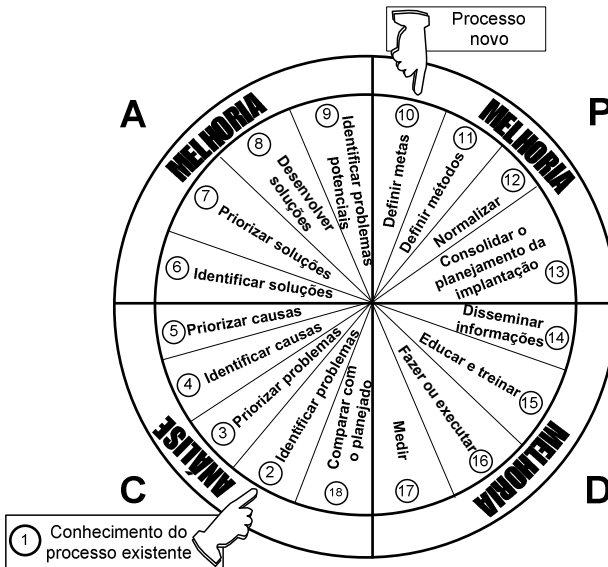 Processo
novo
A
P
MELHORIA
MELHORIA
10
Definir metas
11
Definir métodos
12
Normalizar
13
Consolidar o
planejamento da
implantação
14
Disseminar
informações
15
Educar e treinar
16
Fazer ou executar
17
Medir
18
Comparar com
o planejado
2
Identificar problemas
3
Priorizar problemas
4
Identificar causas
5
Priorizar causas
6
Identificar soluções
7
Priorizar soluções
8
Desenvolver
soluções
9
Identificar problemas
potenciais
ANÁLISE
MELHORIA
C
D
1
Conhecimento do
processo existente